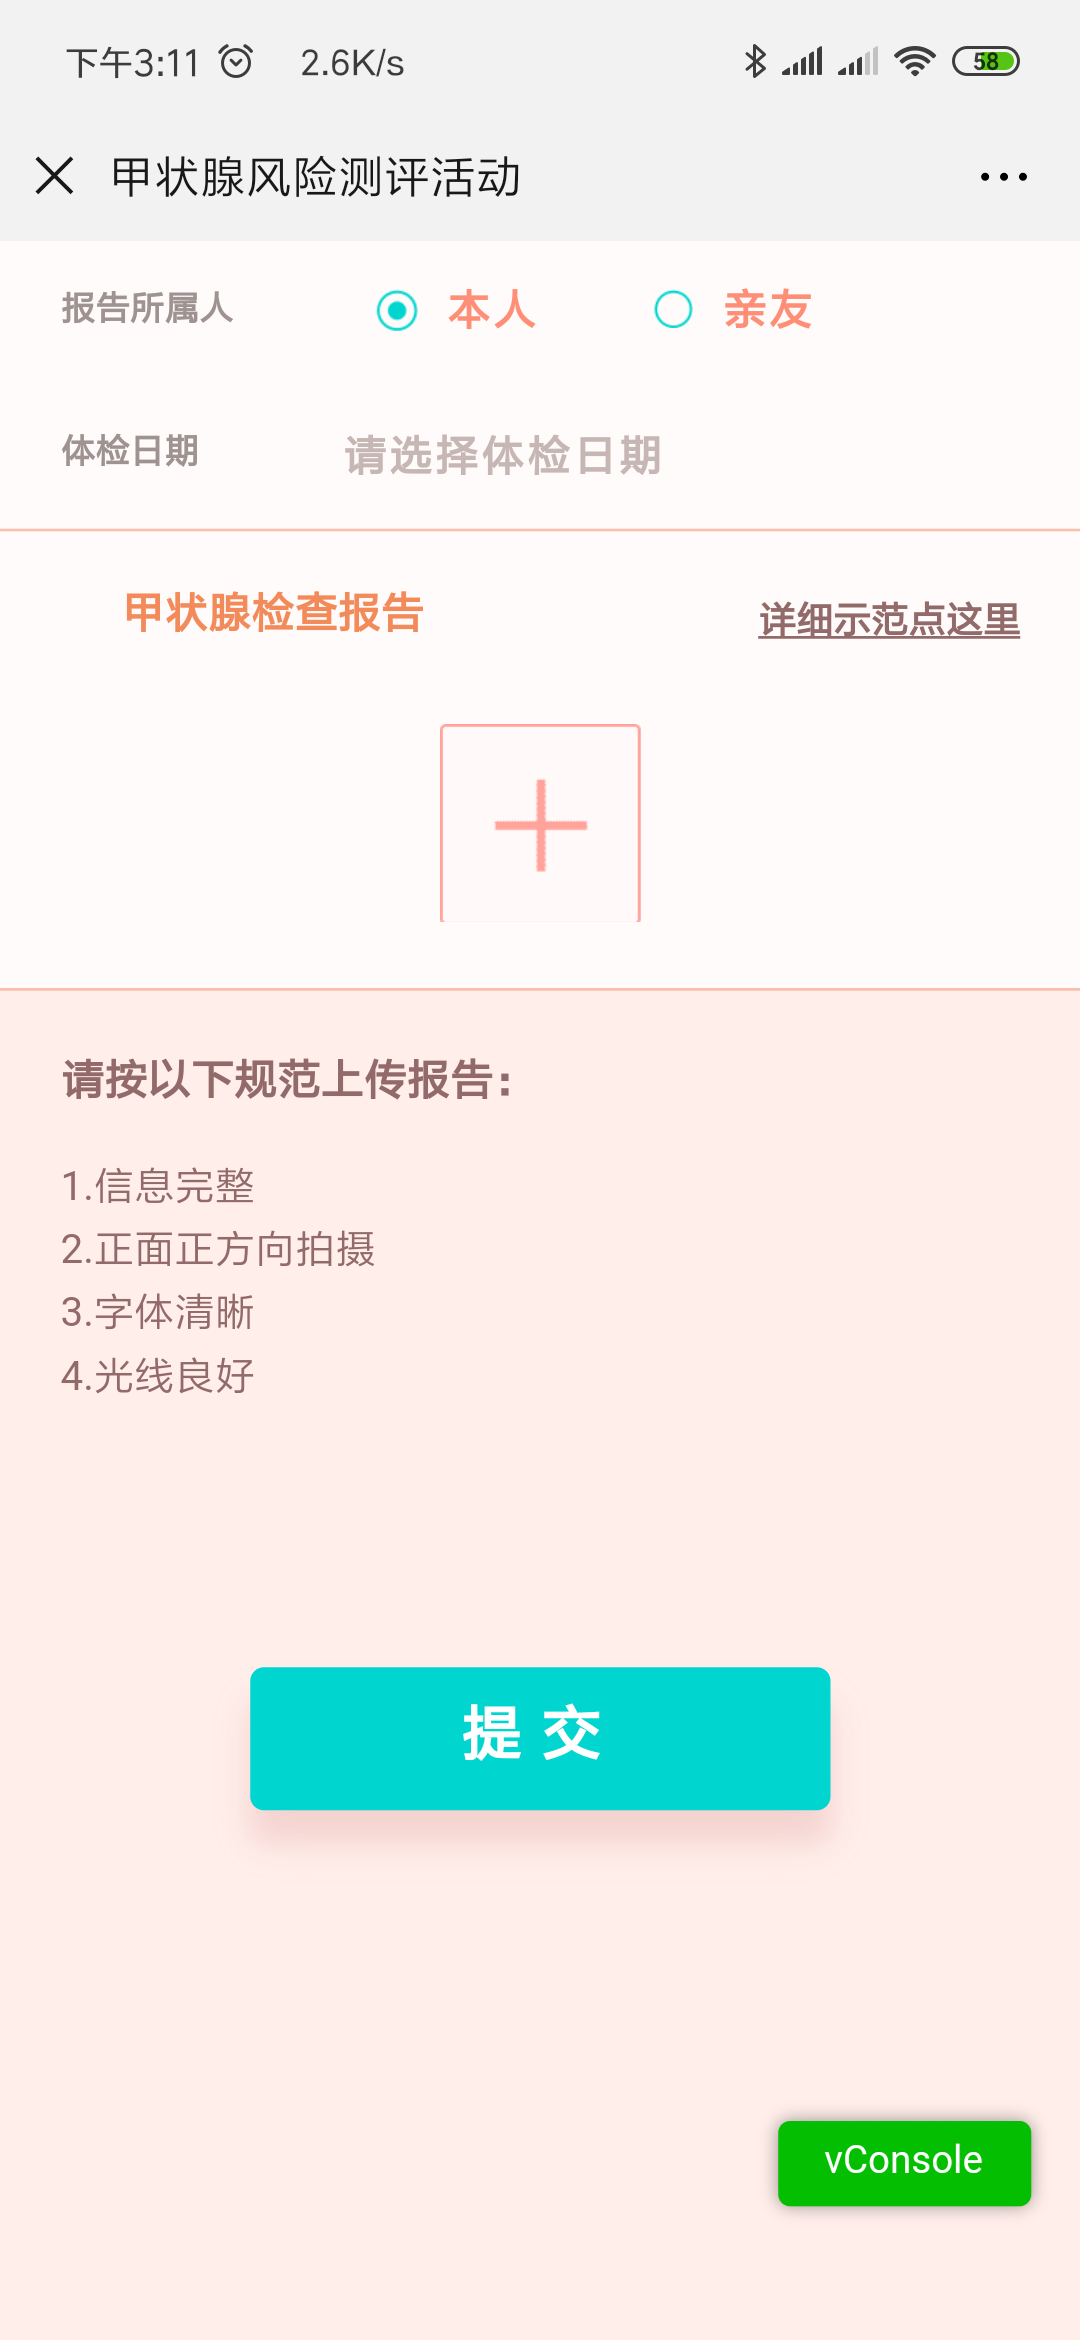 下午3:11 2.6K/s 58
甲状腺风险测评活动
报告所属人 本人 亲友
体检日期 请选择体检日期
甲状腺检查报告 详细示范点这里
请按以下规范上传报告：
1.信息完整
2.正面正方向拍摄
3.字体清晰
4.光线良好
提交
vConsole